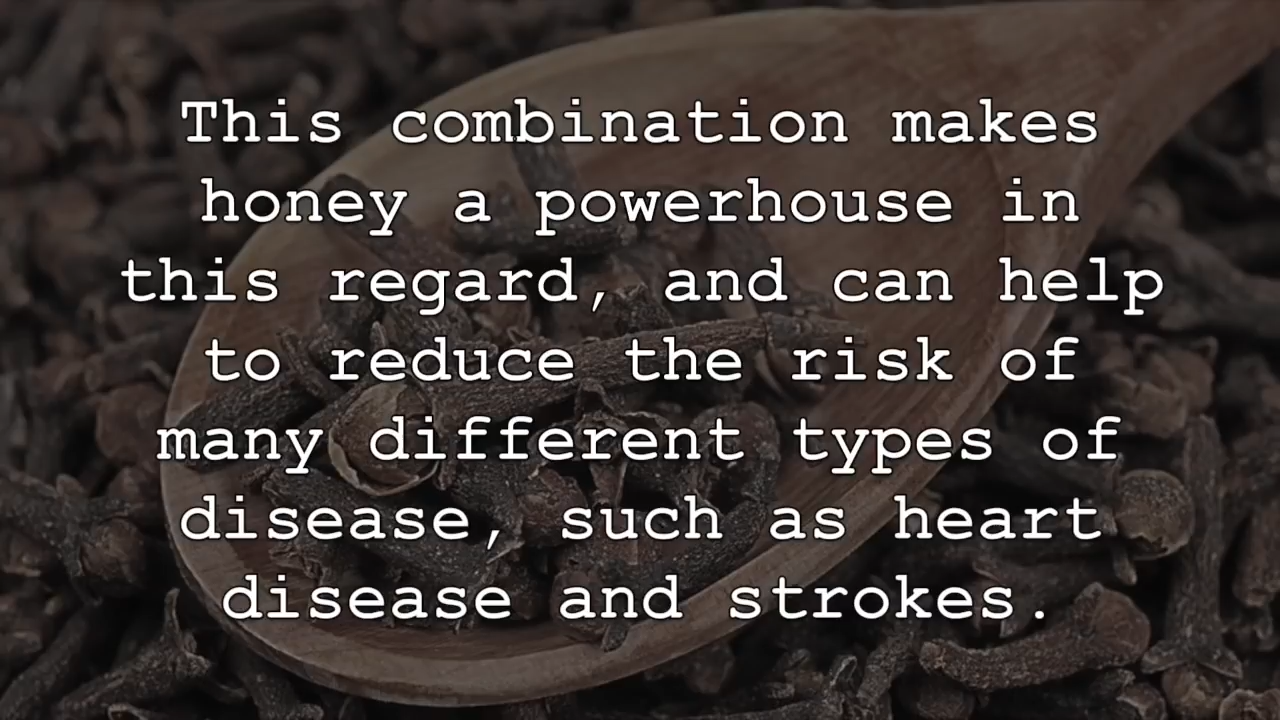 This combination makes
honey a powerhouse in
this regard, and can help
to reduce the risk of
many different types of
disease, such as heart
disease and strokes.